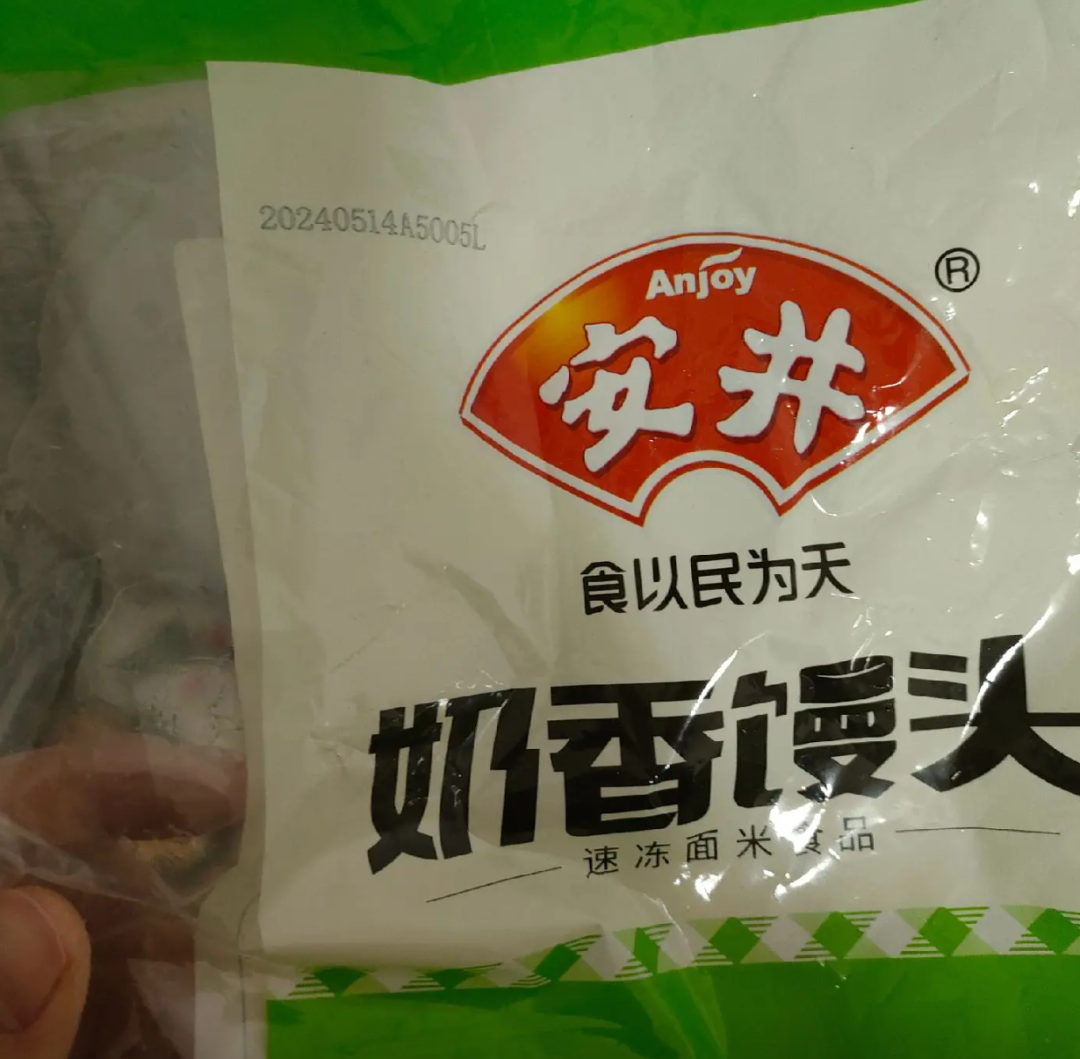 20240514A5005L
Anjoy
®
安井
食以民为天
奶香馒头
速冻面米食品